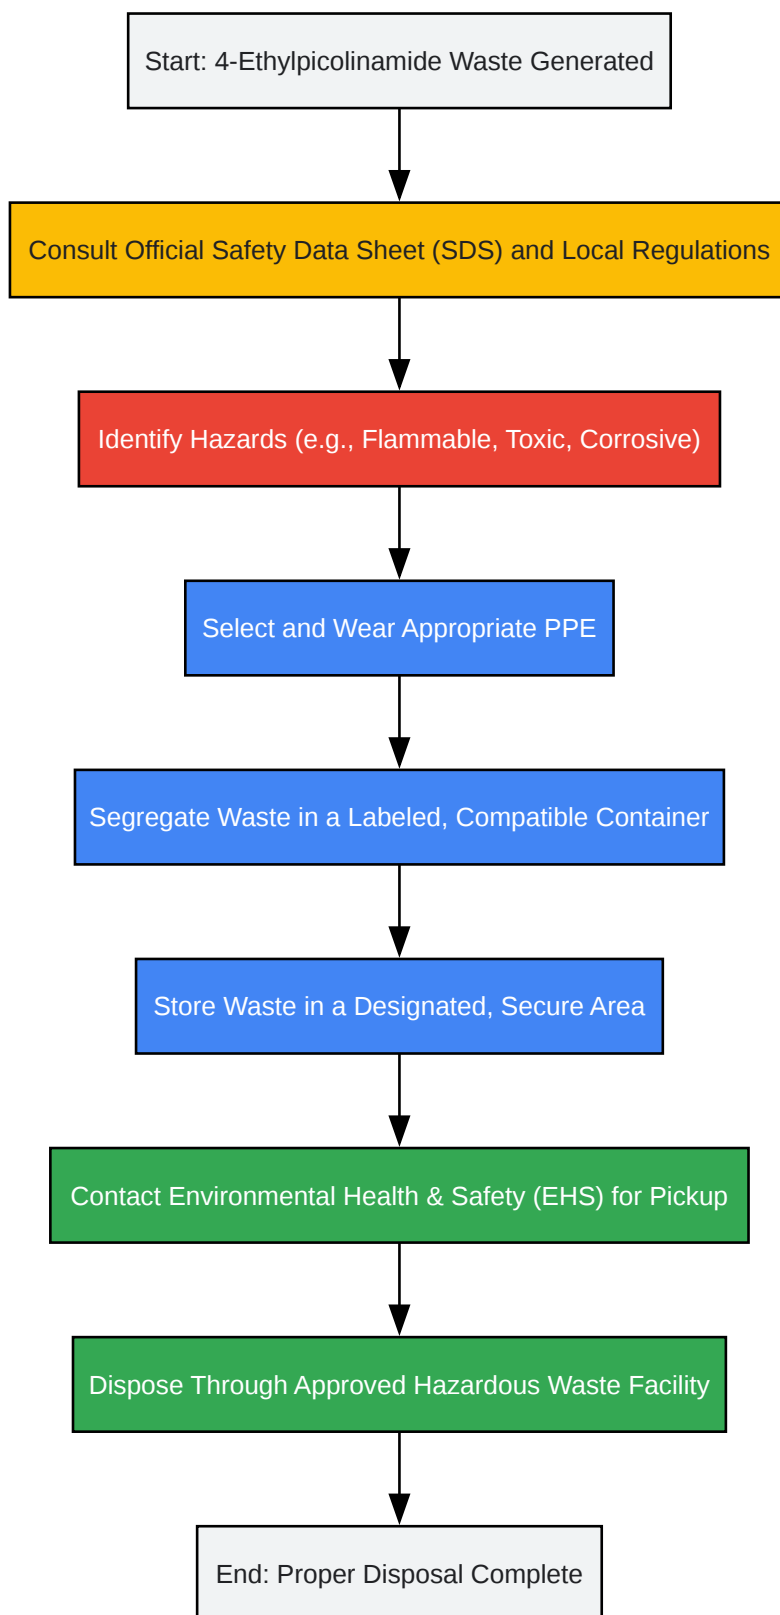 Start: 4-Ethylpicolinamide Waste Generated
Consult Official Safety Data Sheet (SDS) and Local Regulations
Identify Hazards (e.g., Flammable, Toxic, Corrosive)
Select and Wear Appropriate PPE
Segregate Waste in a Labeled, Compatible Container
Store Waste in a Designated, Secure Area
Contact Environmental Health & Safety (EHS) for Pickup
Dispose Through Approved Hazardous Waste Facility
End: Proper Disposal Complete